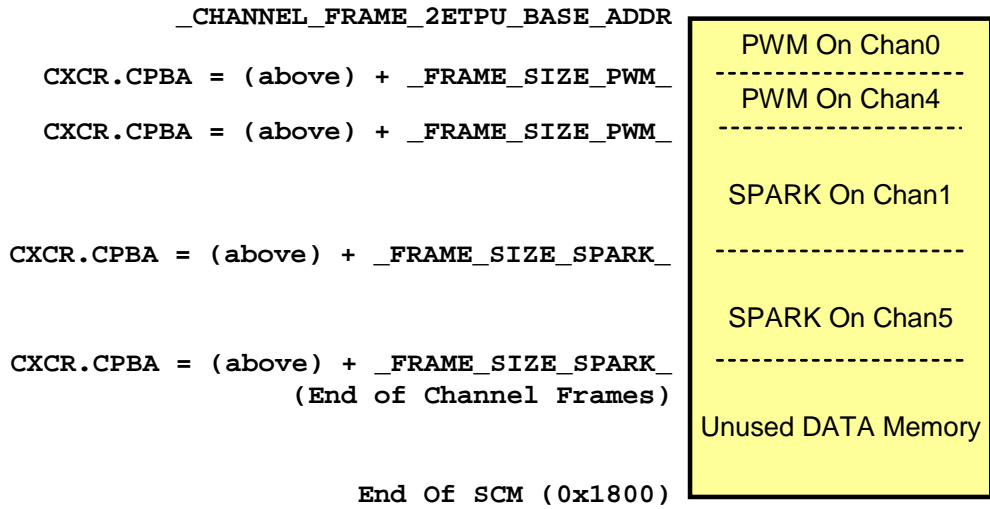 _CHANNEL_FRAME_2ETPU_BASE_ADDR
PWM On Chan0
CXCR.CPBA = (above) + _FRAME_SIZE_PWM_
PWM On Chan4
CXCR.CPBA = (above) + _FRAME_SIZE_PWM_
SPARK On Chan1
CXCR.CPBA = (above) + _FRAME_SIZE_SPARK_
SPARK On Chan5
CXCR.CPBA = (above) + _FRAME_SIZE_SPARK_
(End of Channel Frames)
Unused DATA Memory
End Of SCM (0x1800)